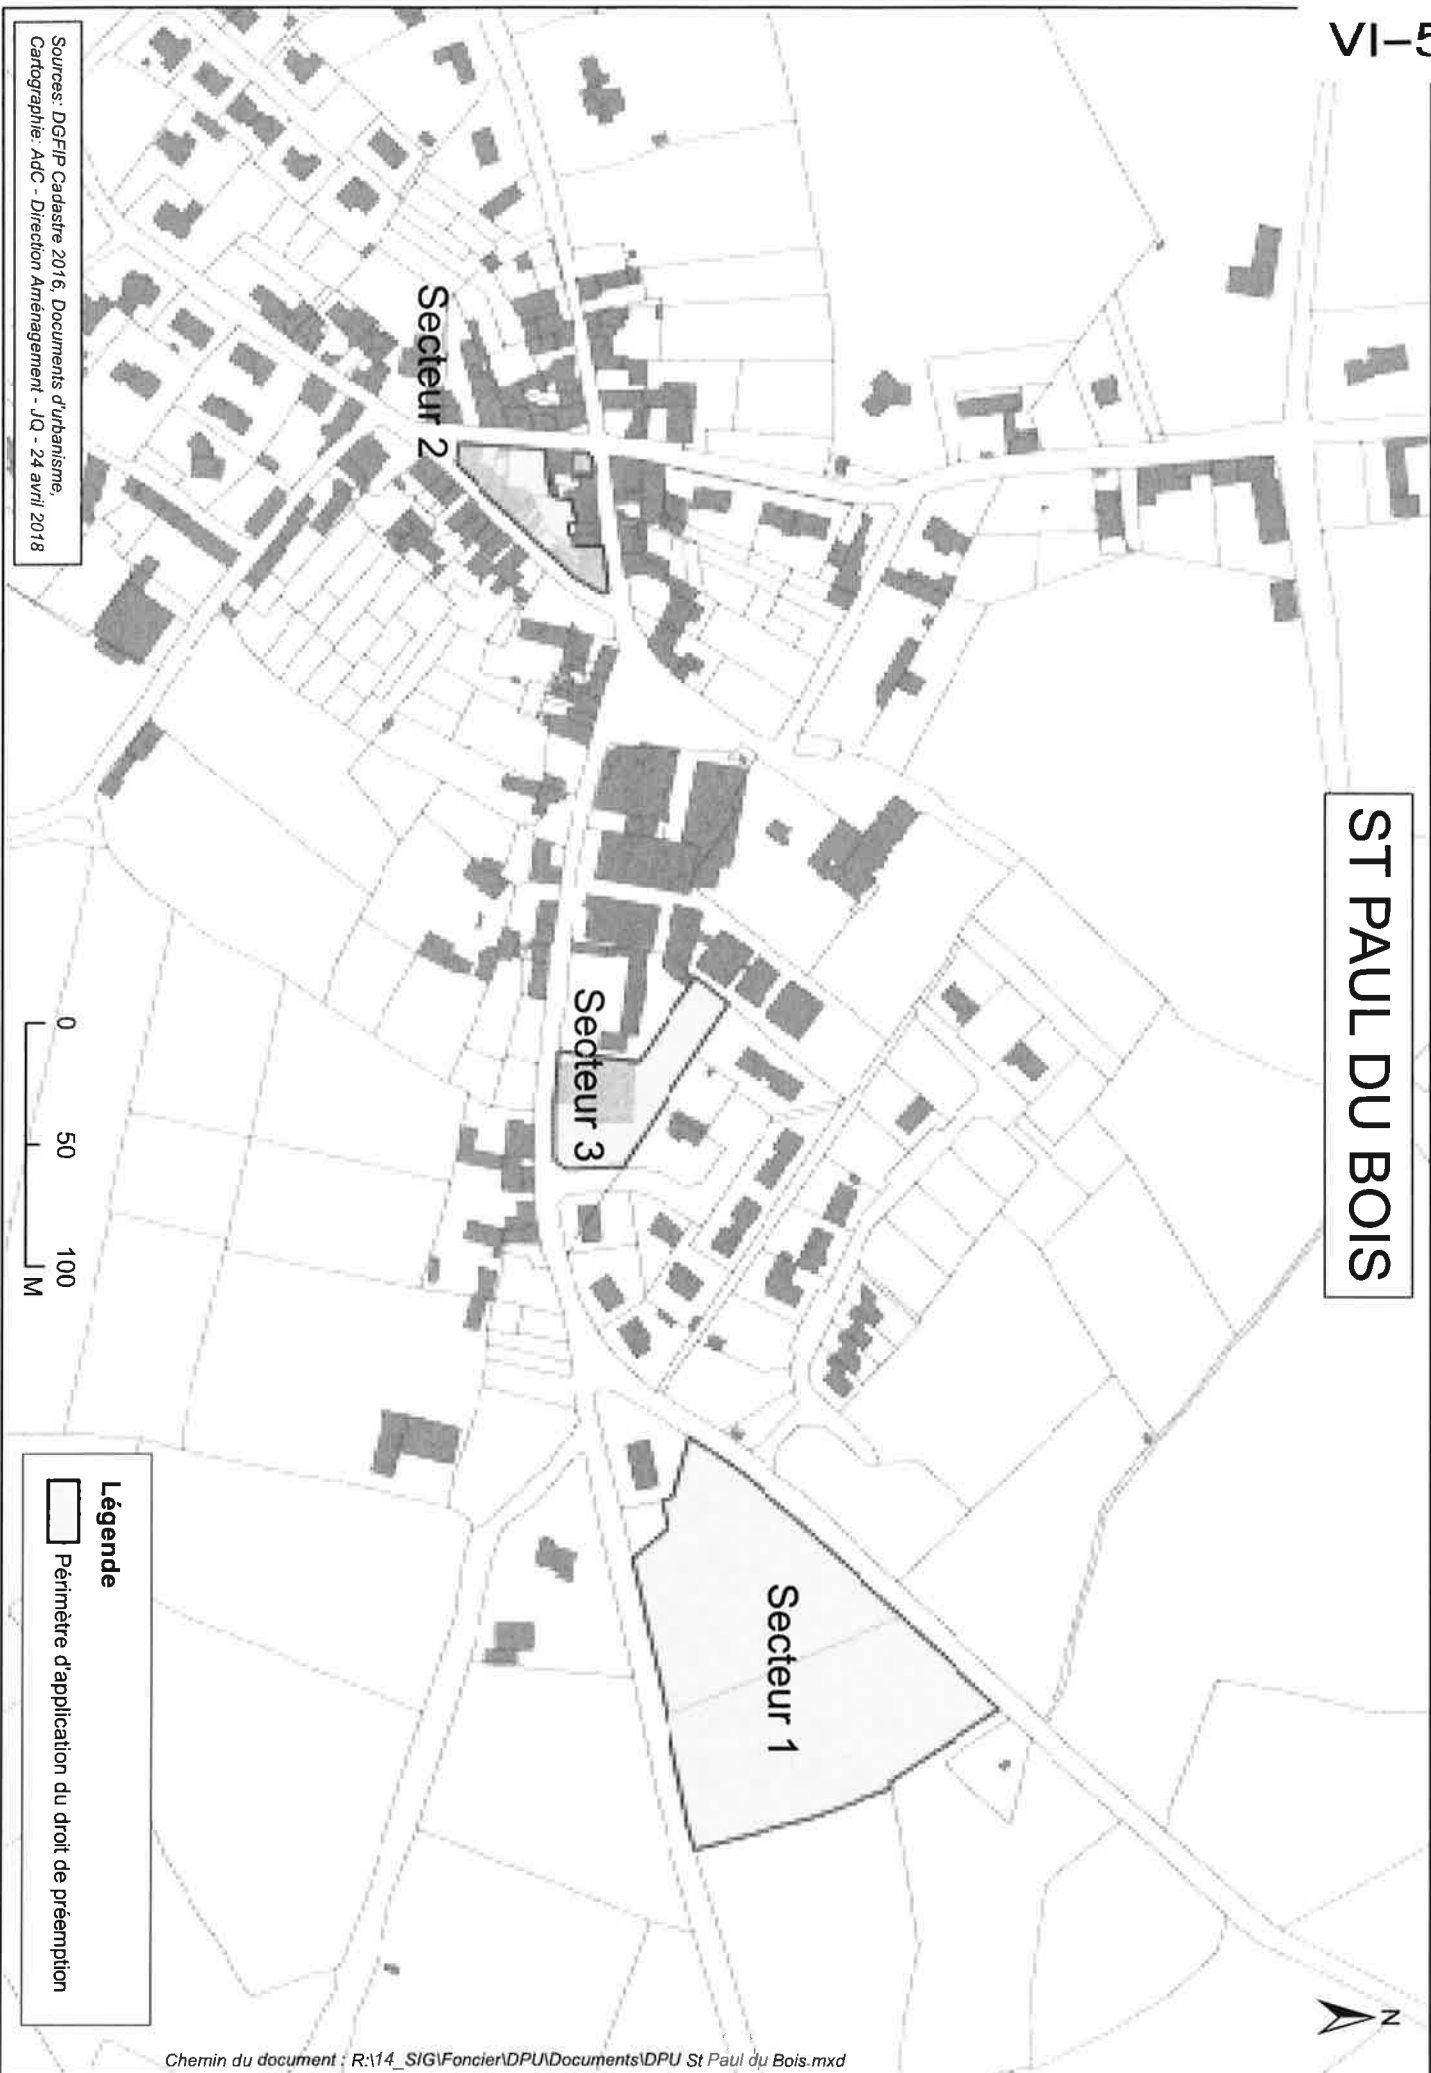 VI-5
ST PAUL DU BOIS
N
Secteur 1
Secteur 2
Secteur 3
0 50 100
M
Légende
Périmètre d'application du droit de préemption
Sources: DGFIP Cadastre 2016, Documents d'urbanisme,
Cartographie: AdC - Direction Aménagement - JQ - 24 avril 2018
Chemin du document : R:\14_SIG\Foncier\DPU\Documents\DPU St Paul du Bois.mxd